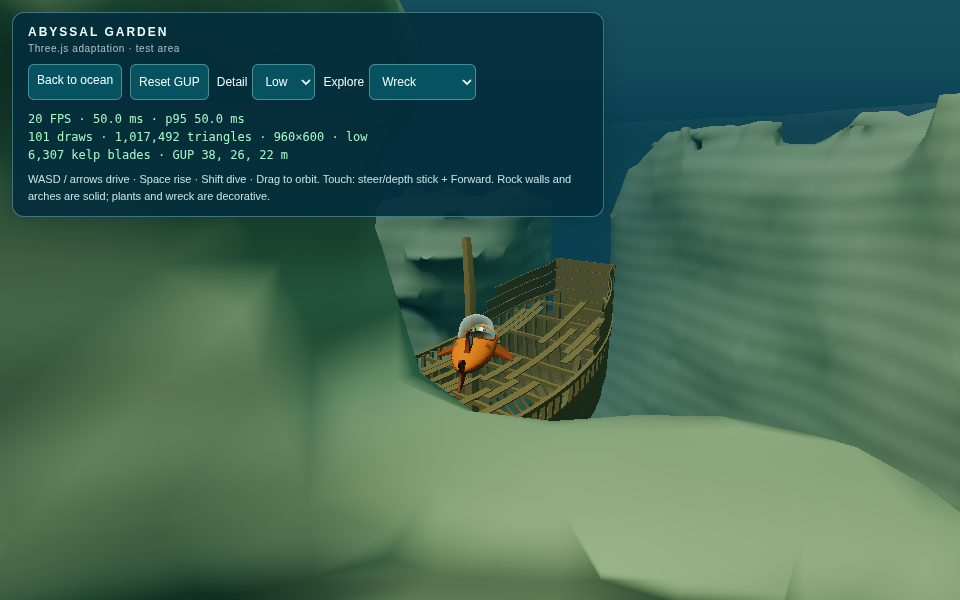 ABYSSAL GARDEN
Three.js adaptation · test area
Back to ocean Reset GUP Detail Low Explore Wreck
20 FPS · 50.0 ms · p95 50.0 ms
101 draws · 1,017,492 triangles · 960×600 · low
6,307 kelp blades · GUP 38, 26, 22 m
WASD / arrows drive · Space rise · Shift dive · Drag to orbit. Touch: steer/depth stick + Forward. Rock walls and
arches are solid; plants and wreck are decorative.